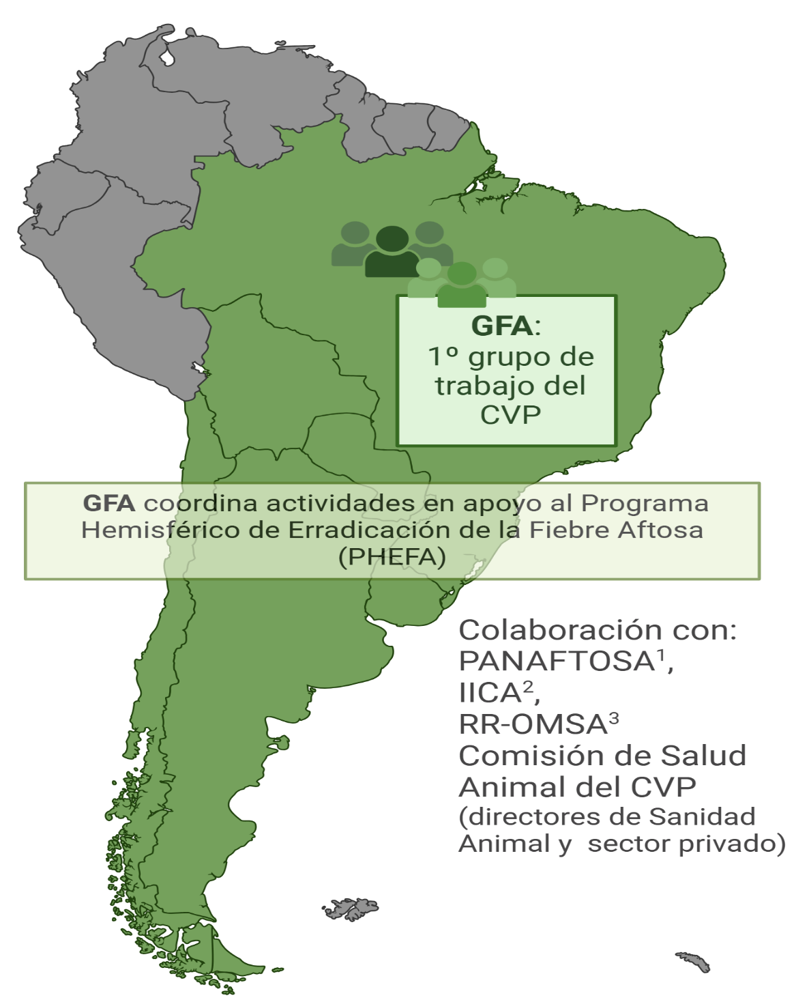 GFA:
1º grupo de
trabajo del
CVP
GFA coordina actividades en apoyo al Programa
Hemisférico de Erradicación de la Fiebre Aftosa
(PHEFA)
Colaboración con:
PANAFTOSA¹,
IICA²,
RR-OMSA³
Comisión de Salud
Animal del CVP
(directores de Sanidad
Animal y  sector privado)